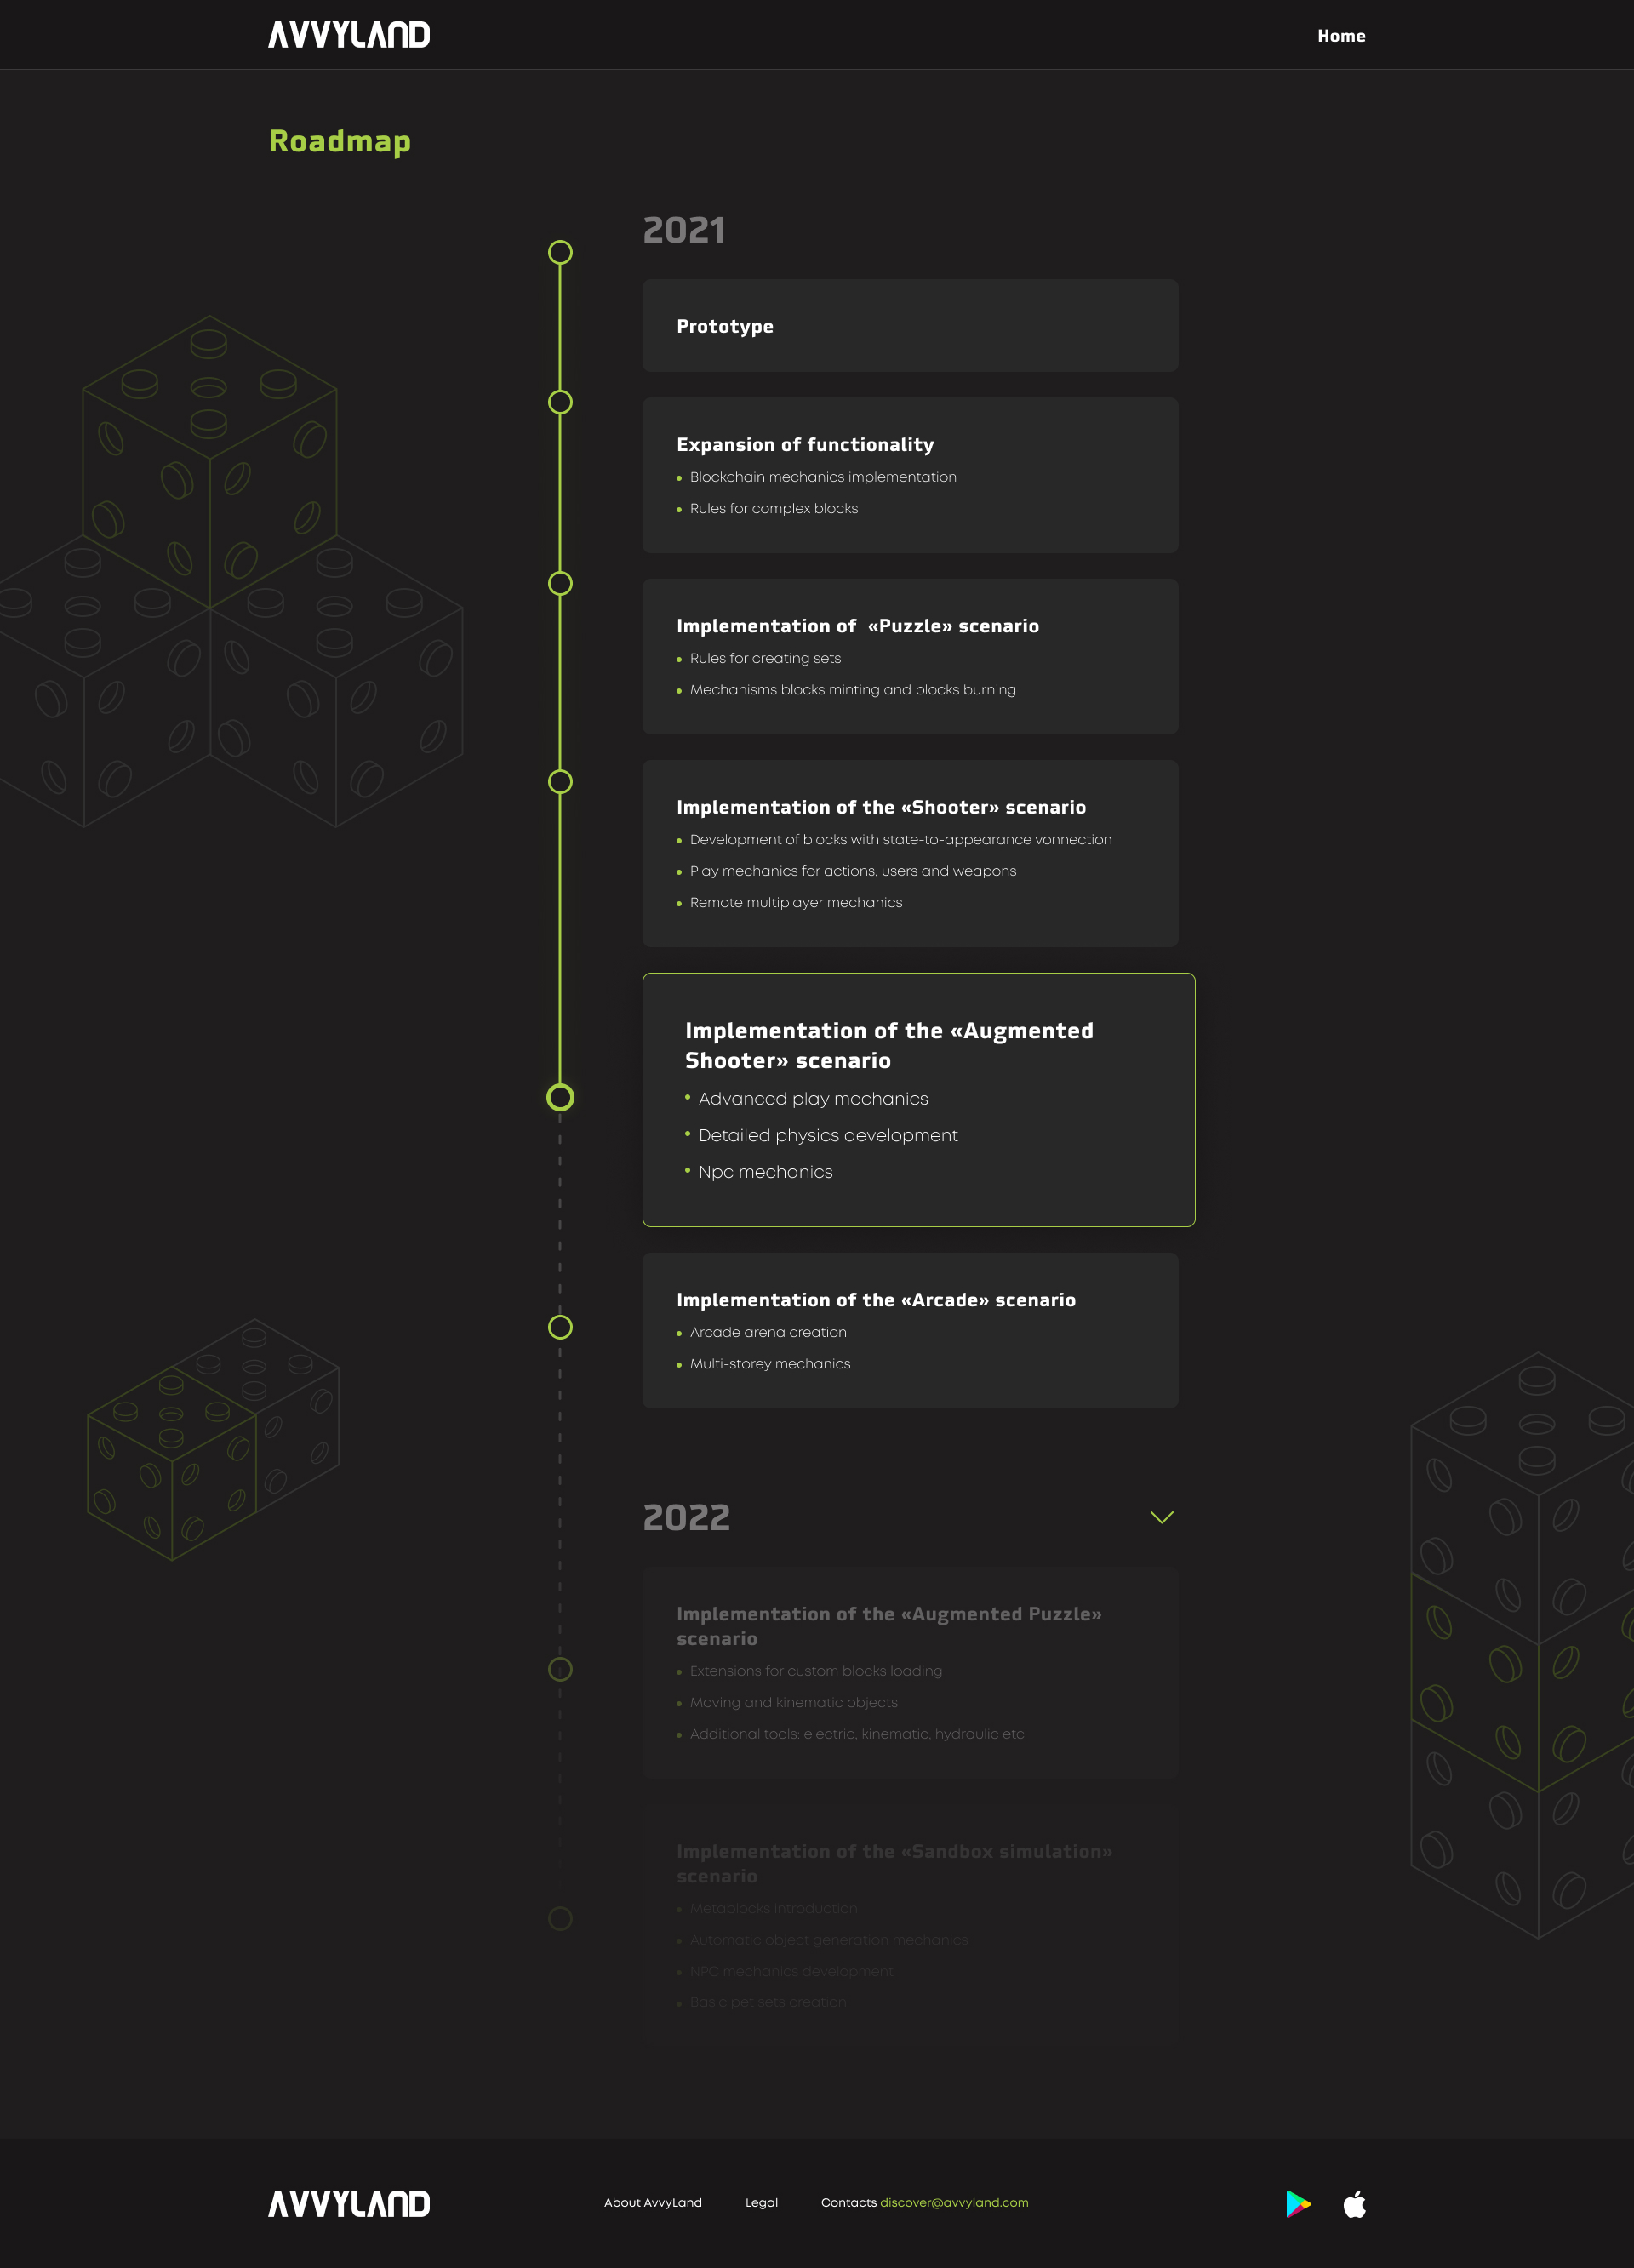 AVVYLAND
Home
Roadmap
2021
Prototype
Expansion of functionality
Blockchain mechanics implementation
Rules for complex blocks
Implementation of «Puzzle» scenario
Rules for creating sets
Mechanisms blocks minting and blocks burning
Implementation of the «Shooter» scenario
Development of blocks with state-to-appearance vonnection
Play mechanics for actions, users and weapons
Remote multiplayer mechanics
Implementation of the «Augmented
Shooter» scenario
Advanced play mechanics
Detailed physics development
Npc mechanics
Implementation of the «Arcade» scenario
Arcade arena creation
Multi-storey mechanics
2022
Implementation of the «Augmented Puzzle»
scenario
Extensions for custom blocks loading
Moving and kinematic objects
Additional tools: electric, kinematic, hydraulic etc
Implementation of the «Sandbox simulation»
scenario
Metablocks introduction
Automatic object generation mechanics
NPC mechanics development
Basic pet sets creation
AVVYLAND
About AvvyLand
Legal
Contacts discover@avvyland.com